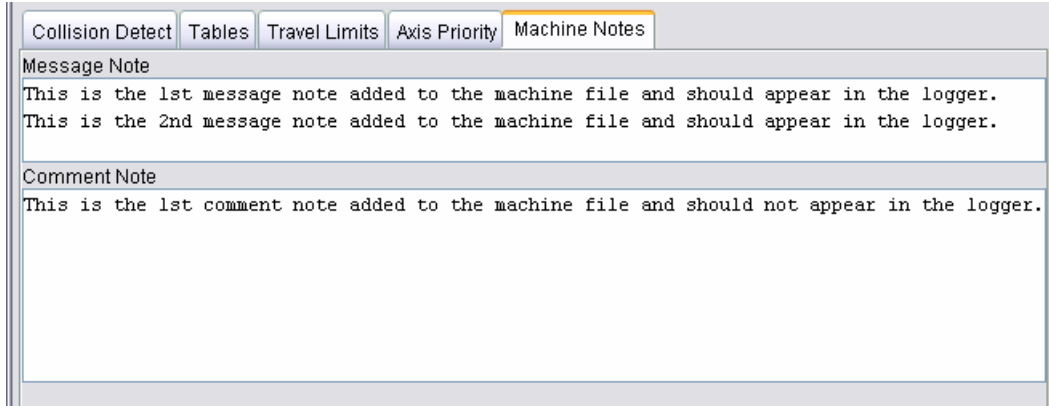 Collision Detect Tables Travel Limits Axis Priority Machine Notes
Message Note
This is the 1st message note added to the machine file and should appear in the logger.
This is the 2nd message note added to the machine file and should appear in the logger.
Comment Note
This is the 1st comment note added to the machine file and should not appear in the logger.